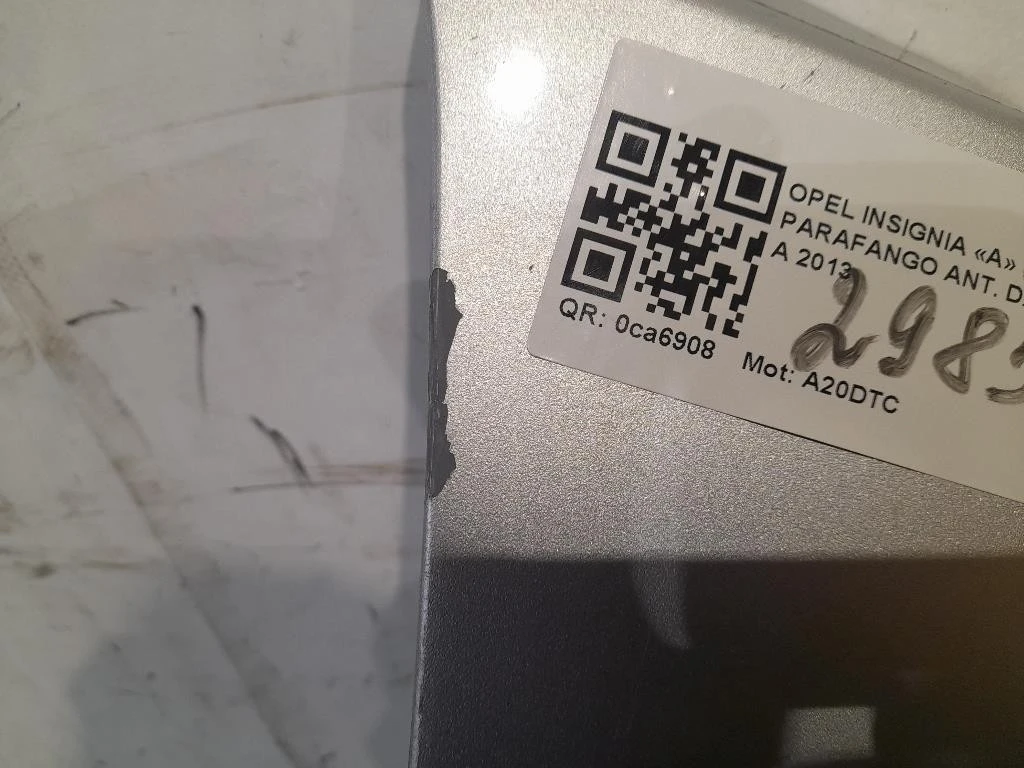 OPEL INSIGNIA «A»
PARAFANGO ANT.
A 2013
QR: 0ca6908
Mot: A20DTC
298